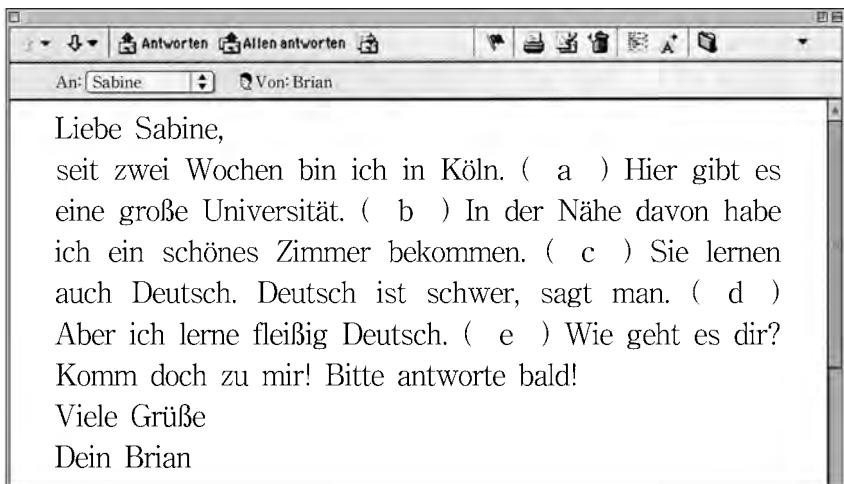 Antworten Allen antworten
An: Sabine Von: Brian
Liebe Sabine,
seit zwei Wochen bin ich in Köln. ( a ) Hier gibt es
eine große Universität. ( b ) In der Nähe davon habe
ich ein schönes Zimmer bekommen. ( c ) Sie lernen
auch Deutsch. Deutsch ist schwer, sagt man. ( d )
Aber ich lerne fleißig Deutsch. ( e ) Wie geht es dir?
Komm doch zu mir! Bitte antworte bald!
Viele Grüße
Dein Brian